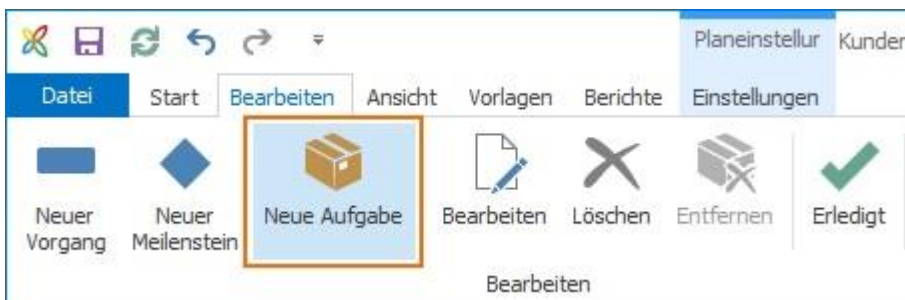 Planeinstellur Kunder
Datei Start Bearbeiten Ansicht Vorlagen Berichte Einstellungen
Neuer Vorgang
Neuer Meilenstein
Neue Aufgabe
Bearbeiten
Löschen
Entfernen
Erledigt
Bearbeiten